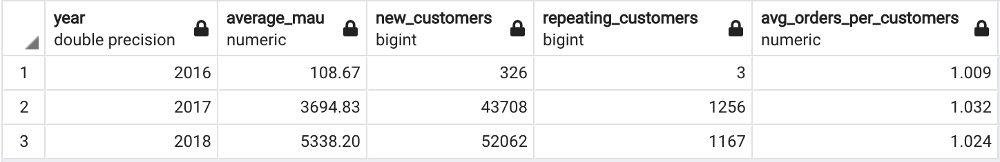 year average_mau new_customers repeating_customers avg_orders_per_customers
double precision numeric bigint bigint numeric
1 2016 108.67 326 3 1.009
2 2017 3694.83 43708 1256 1.032
3 2018 5338.20 52062 1167 1.024